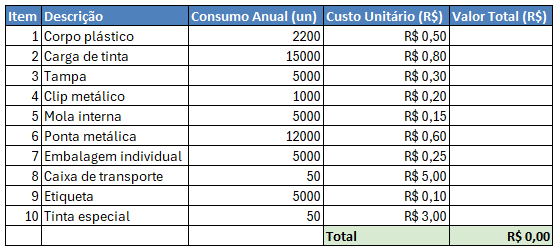 Item Descrição Consumo Anual (un) Custo Unitário (R$) Valor Total (R$)
1 Corpo plástico 2200 R$ 0,50
2 Carga de tinta 15000 R$ 0,80
3 Tampa 5000 R$ 0,30
4 Clip metálico 1000 R$ 0,20
5 Mola interna 5000 R$ 0,15
6 Ponta metálica 12000 R$ 0,60
7 Embalagem individual 5000 R$ 0,25
8 Caixa de transporte 50 R$ 5,00
9 Etiqueta 5000 R$ 0,10
10 Tinta especial 50 R$ 3,00
Total R$ 0,00